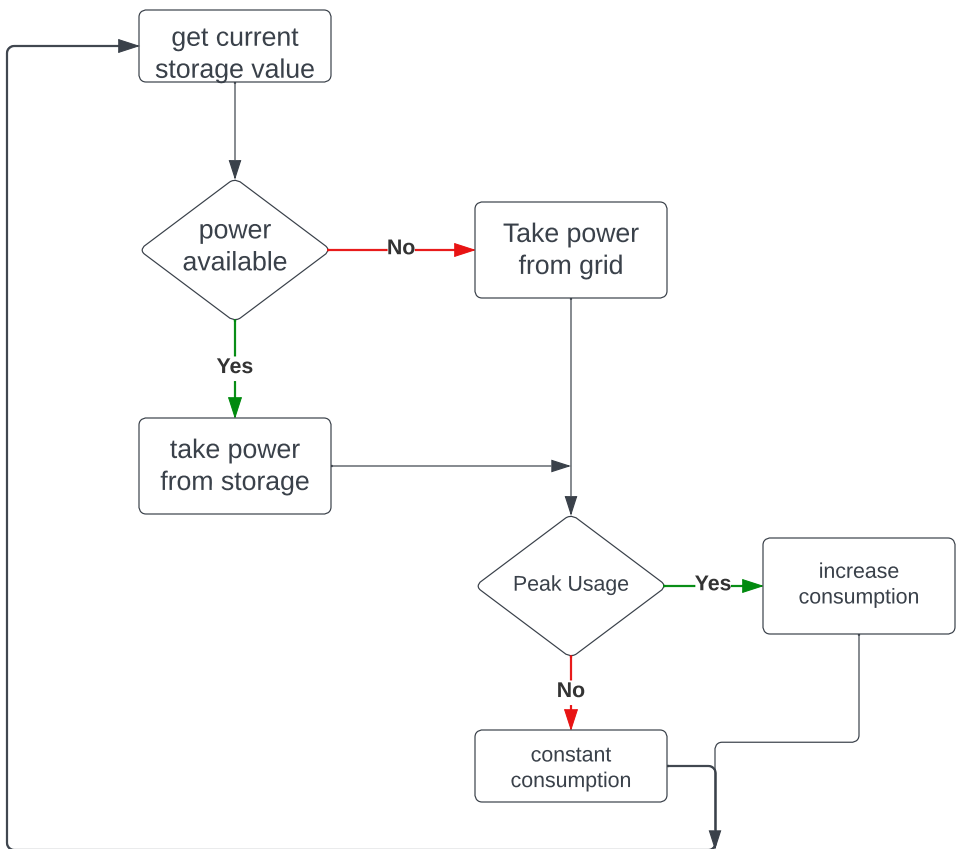 get current
storage value
power
available
No
Take power
from grid
Yes
take power
from storage
Peak Usage
Yes
increase
consumption
No
constant
consumption